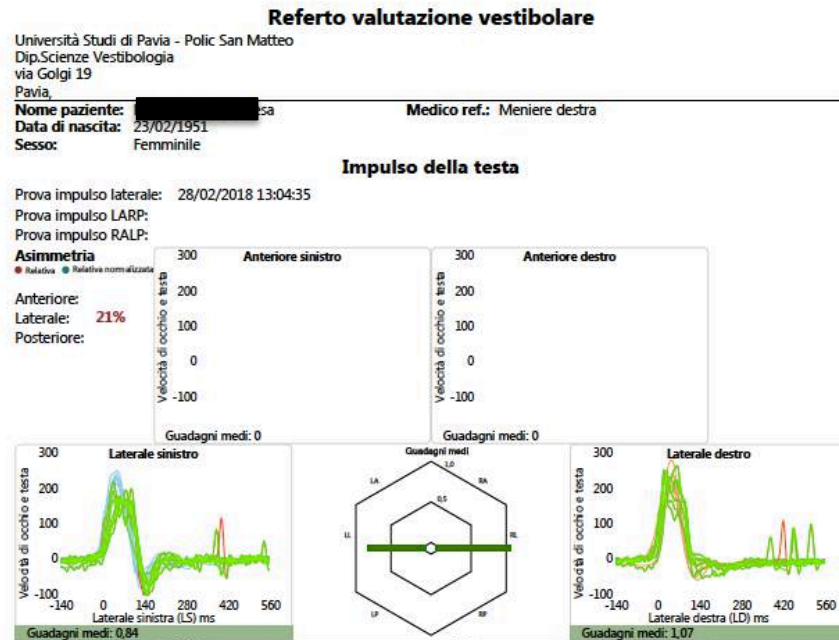 Referto valutazione vestibolare
Università Studi di Pavia - Polic San Matteo
Dip.Scienze Vestibologia
via Golgi 19
Pavia,
Nome paziente: esa Medico ref.: Meniere destra
Data di nascita: 23/02/1951
Sesso: Femminile
Impulso della testa
Prova impulso laterale: 28/02/2018 13:04:35
Prova impulso LARP:
Prova impulso RALP:
Asimmetria
Relativa Relativa normalizzata
Anteriore:
Laterale: 21%
Posteriore:
Anteriore sinistro
Velocità di occhio e testa
300
200
100
0
-100
Guadagni medi: 0
Anteriore destro
Velocità di occhio e testa
300
200
100
0
-100
Guadagni medi: 0
Laterale sinistro
Velocità di occhio e testa
300
200
100
0
-100
-140 0 140 280 420 560
Laterale sinistra (LS) ms
Guadagni medi: 0,84
Guadagni medi
1,0
0,5
LA RA
LL RL
LP RP
Laterale destro
Velocità di occhio e testa
300
200
100
0
-100
-140 0 140 280 420 560
Laterale destra (LD) ms
Guadagni medi: 1,07